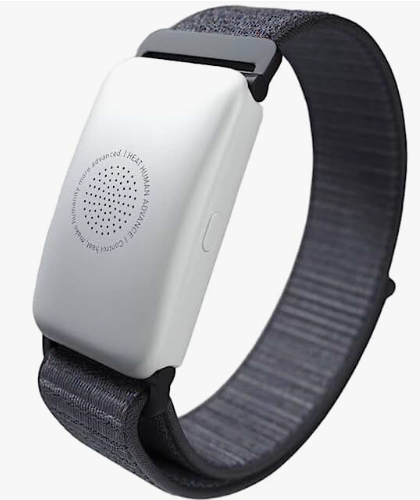 HEAT HUMAN ADVANCE / Control heat, make humanity more advanced. /